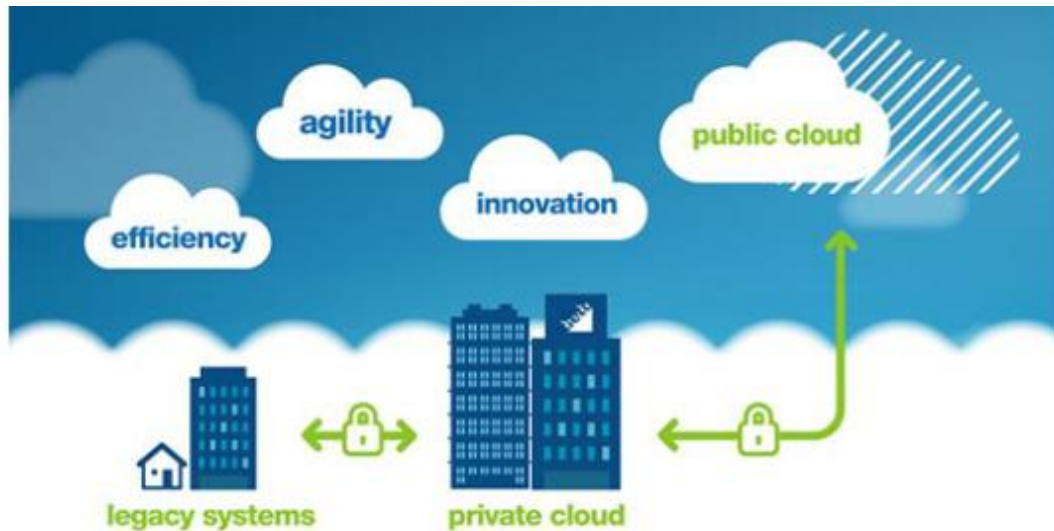 agility
public cloud
innovation
efficiency
legacy systems
private cloud